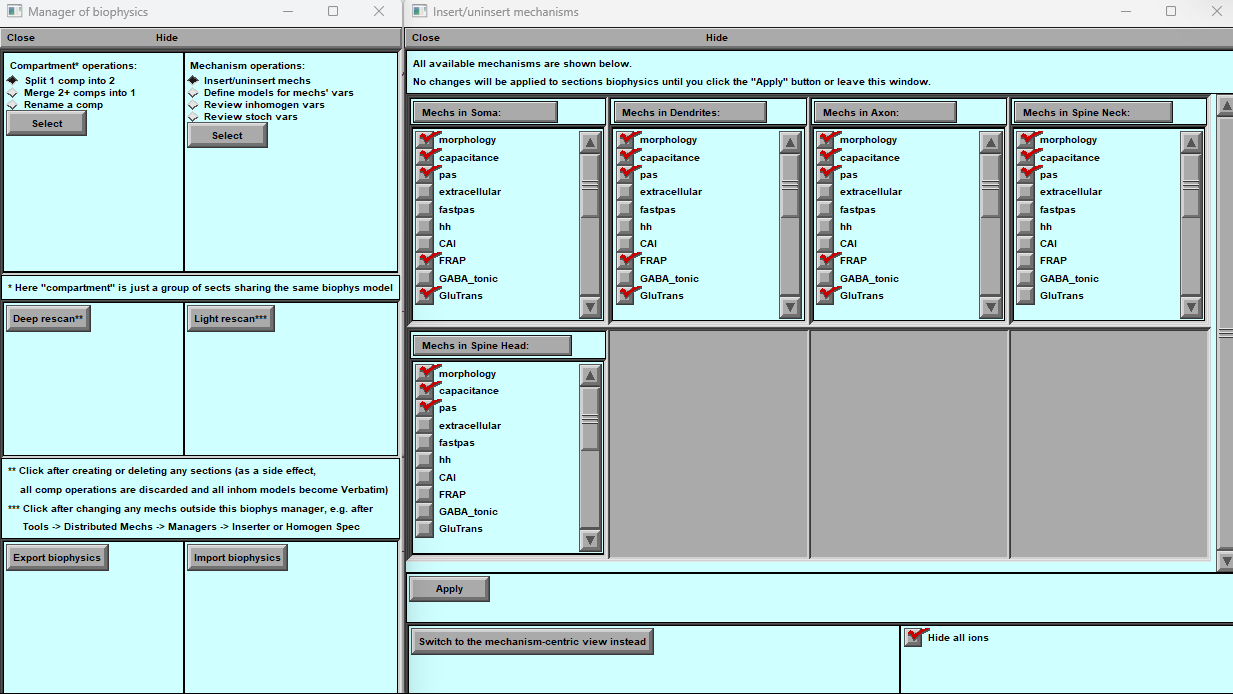 Manager of biophysics
Close Hide
Compartment* operations:
Split 1 comp into 2
Merge 2+ comps into 1
Rename a comp
Select
Mechanism operations:
Insert/uninsert mechs
Define models for mechs' vars
Review inhomogen vars
Review stoch vars
Select
* Here "compartment" is just a group of sects sharing the same biophys model
Deep rescan**
Light rescan***
** Click after creating or deleting any sections (as a side effect,
all comp operations are discarded and all inhom models become Verbatim)
*** Click after changing any mechs outside this biophys manager, e.g. after
Tools -> Distributed Mechs -> Managers -> Inserter or Homogen Spec
Export biophysics
Import biophysics
Insert/uninsert mechanisms
Close Hide
All available mechanisms are shown below.
No changes will be applied to sections biophysics until you click the "Apply" button or leave this window.
Mechs in Soma:
morphology
capacitance
pas
extracellular
fastpas
hh
CAl
FRAP
GABA_tonic
GluTrans
Mechs in Dendrites:
morphology
capacitance
pas
extracellular
fastpas
hh
CAl
FRAP
GABA_tonic
GluTrans
Mechs in Axon:
morphology
capacitance
pas
extracellular
fastpas
hh
CAl
FRAP
GABA_tonic
GluTrans
Mechs in Spine Neck:
morphology
capacitance
pas
extracellular
fastpas
hh
CAl
FRAP
GABA_tonic
GluTrans
Mechs in Spine Head:
morphology
capacitance
pas
extracellular
fastpas
hh
CAl
FRAP
GABA_tonic
GluTrans
Apply
Switch to the mechanism-centric view instead
Hide all ions